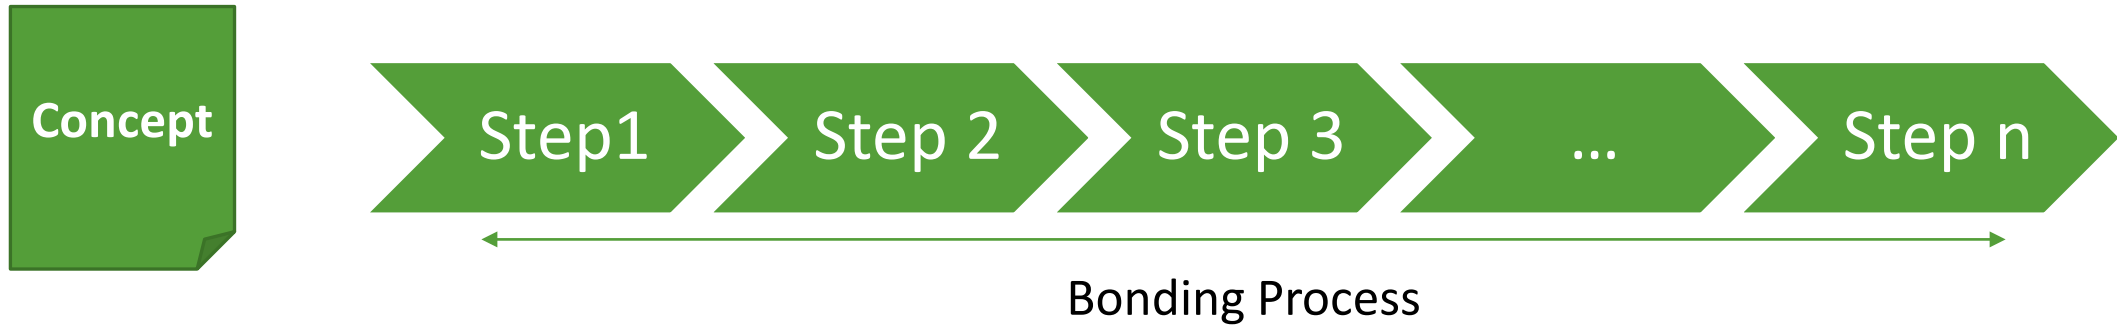 Concept
Step1
Step 2
Step 3
...
Step n
Bonding Process